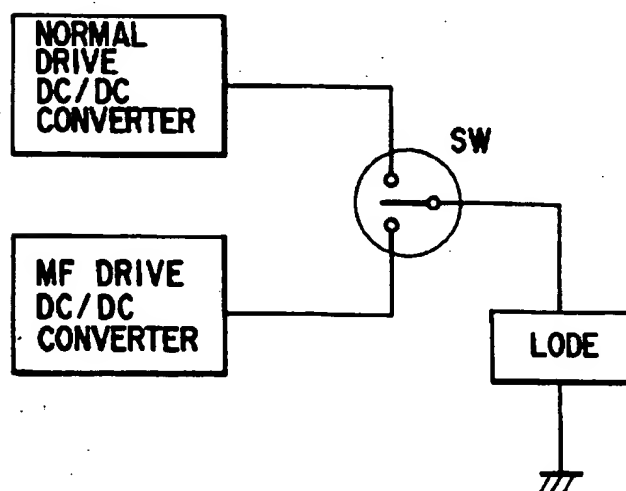 NORMAL
DRIVE
DC/DC
CONVERTER
SW
MF DRIVE
DC/DC
CONVERTER
LODE